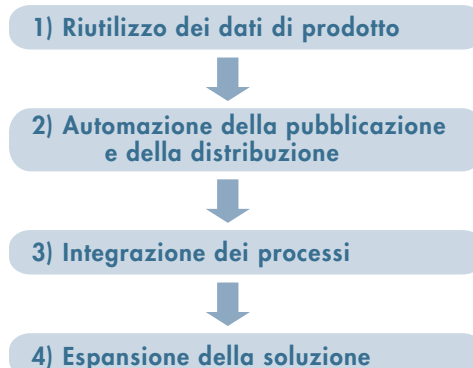 1) Riutilizzo dei dati di prodotto
2) Automazione della pubblicazione
e della distribuzione
3) Integrazione dei processi
4) Espansione della soluzione